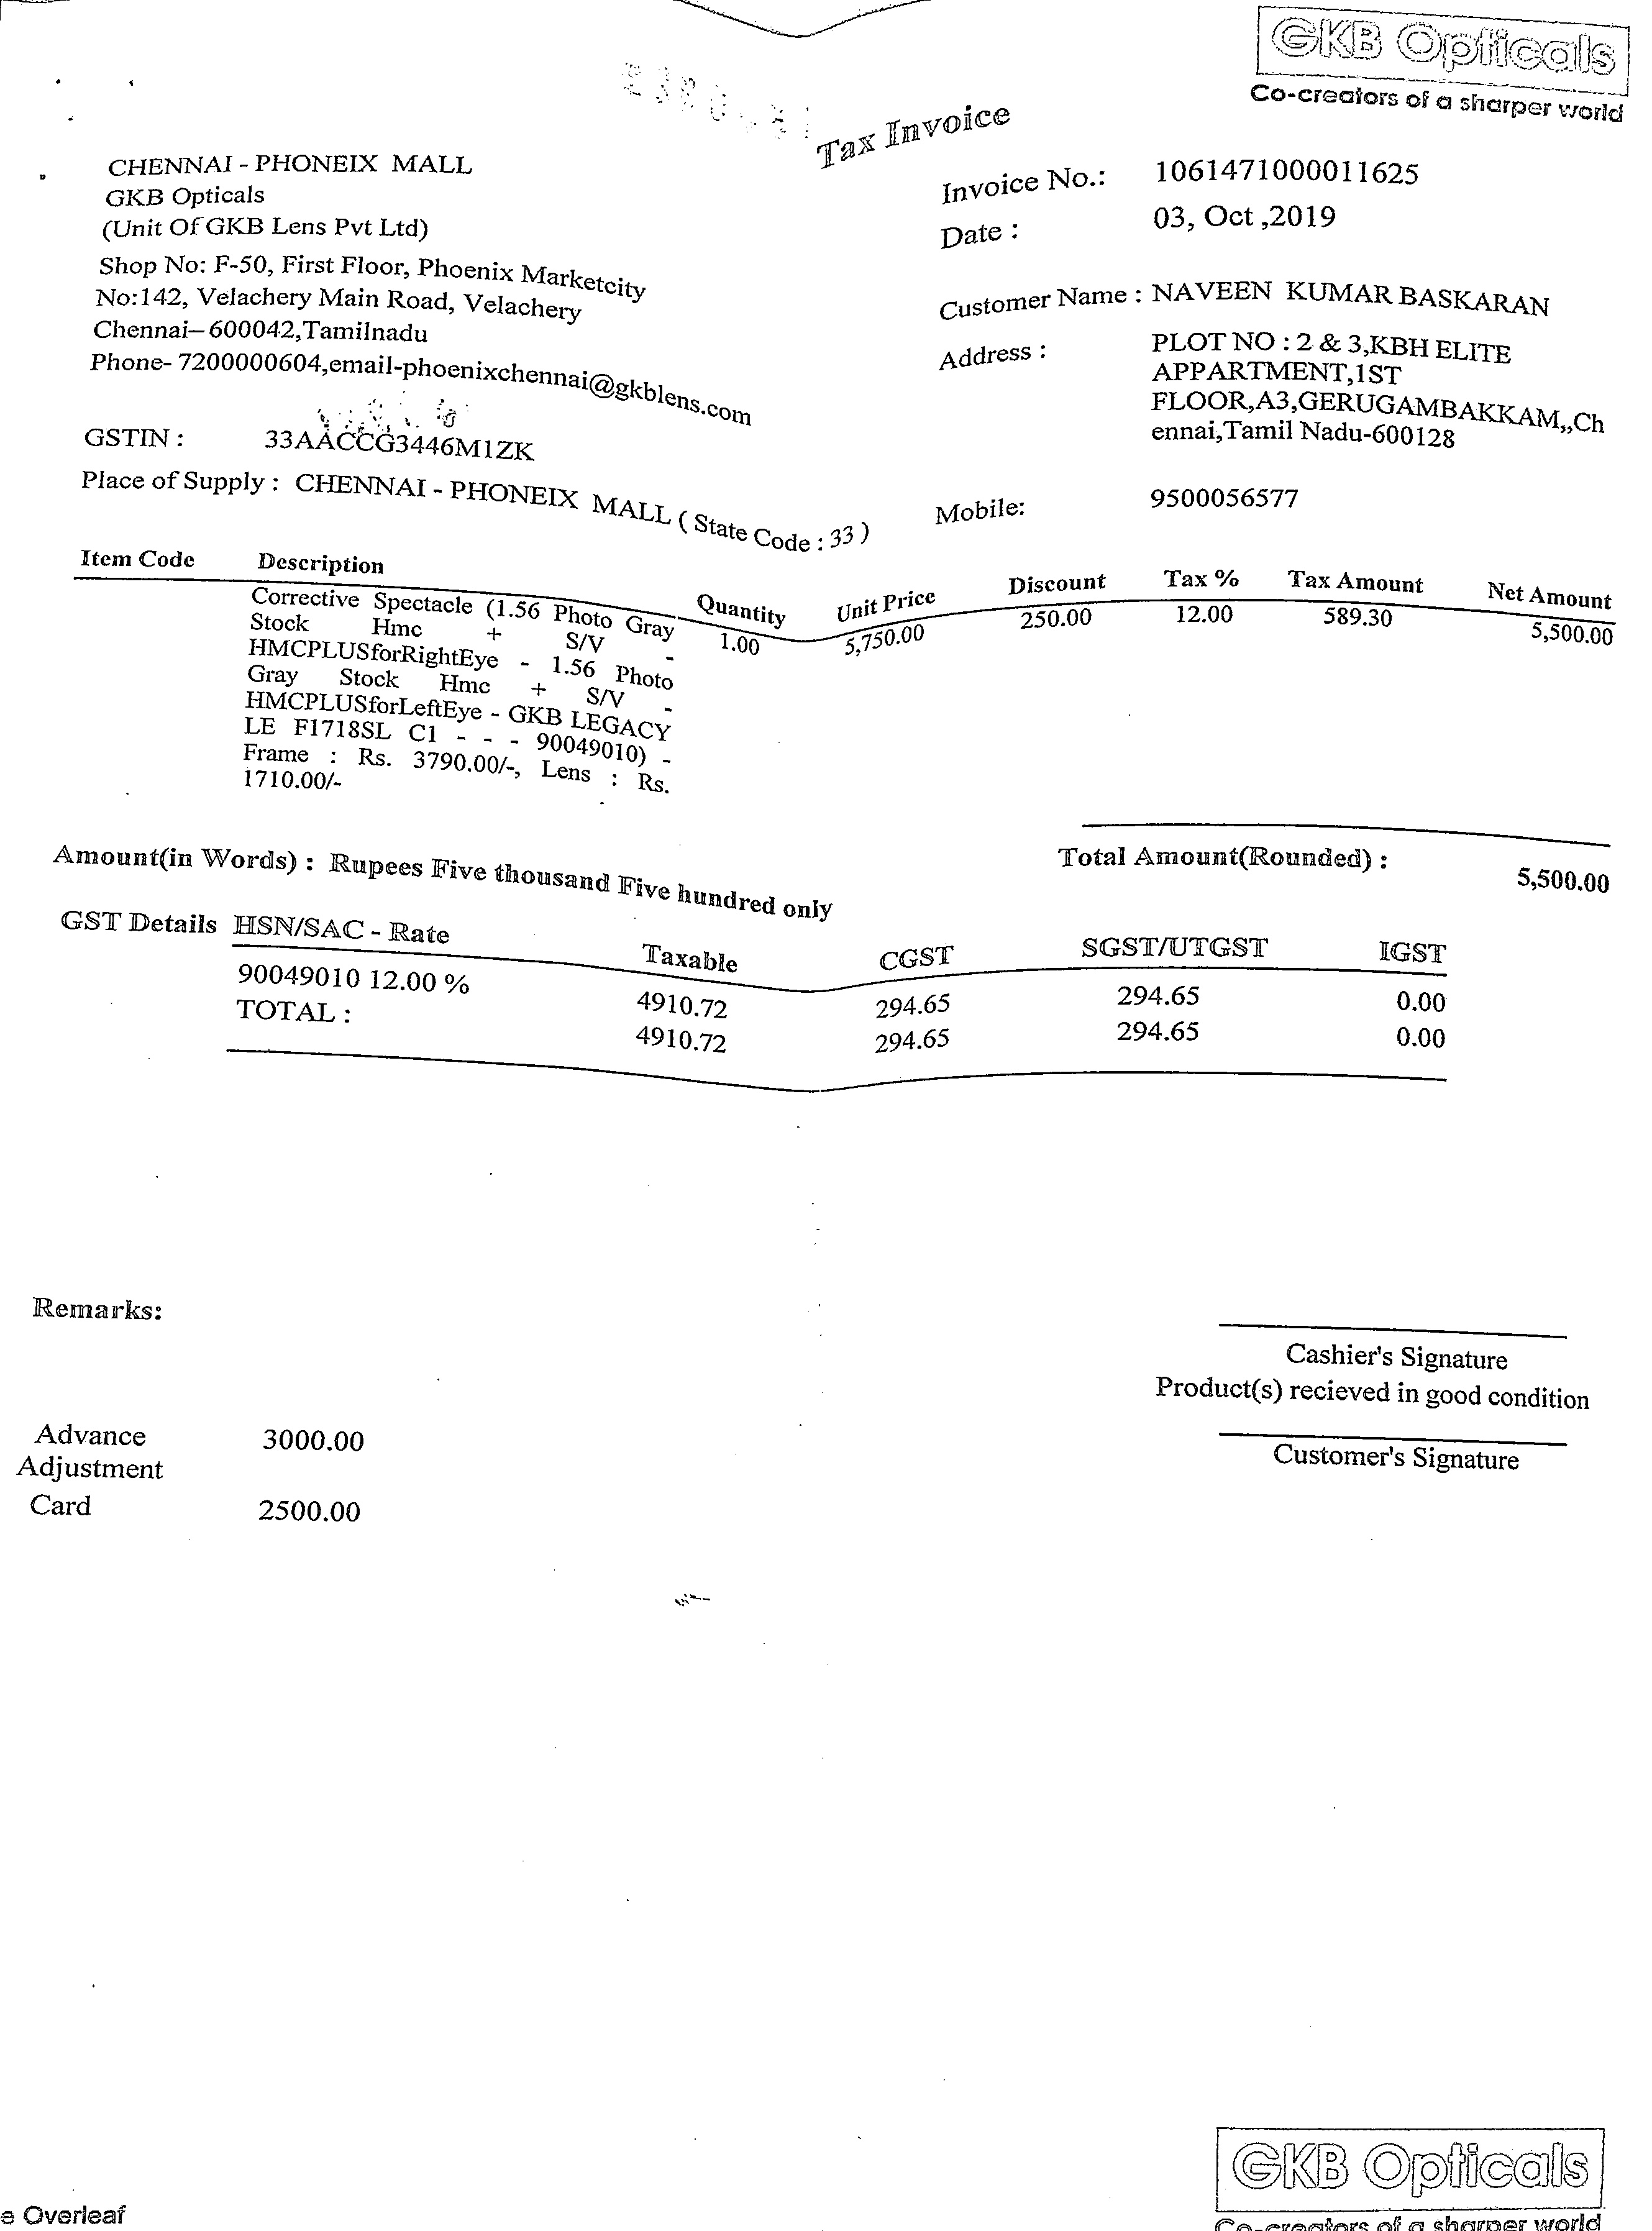 GKB Opticals
Co-creators of a sharper world
Tax Invoice
CHENNAI - PHONEIX MALL
GKB Opticals
(Unit Of GKB Lens Pvt Ltd)
Shop No: F-50, First Floor, Phoenix Marketcity
No:142, Velachery Main Road, Velachery
Chennai– 600042,Tamilnadu
Phone- 7200000604,email-phoenixchennai@gkblens.com
GSTIN : 33AACCG3446M1ZK
Place of Supply : CHENNAI - PHONEIX MALL ( State Code : 33 )
Invoice No.: 1061471000011625
Date : 03, Oct ,2019
Customer Name : NAVEEN KUMAR BASKARAN
Address : PLOT NO : 2 & 3,KBH ELITE
APPARTMENT,1ST
FLOOR,A3,GERUGAMBAKKAM,,Ch
ennai,Tamil Nadu-600128
Mobile: 9500056577
Item Code Description Quantity Unit Price Discount Tax % Tax Amount Net Amount
Corrective Spectacle (1.56 Photo Gray 1.00 5,750.00 250.00 12.00 589.30 5,500.00
Stock Hmc + S/V -
HMCPLUSforRightEye - 1.56 Photo
Gray Stock Hmc + S/V -
HMCPLUSforLeftEye - GKB LEGACY
LE F1718SL C1 - - - 90049010) -
Frame : Rs. 3790.00/-, Lens : Rs.
1710.00/-
Total Amount(Rounded) : 5,500.00
Amount(in Words) : Rupees Five thousand Five hundred only
GST Details HSN/SAC - Rate Taxable CGST SGST/UTGST IGST
90049010 12.00 % 4910.72 294.65 294.65 0.00
TOTAL : 4910.72 294.65 294.65 0.00
Remarks:
Cashier's Signature
Product(s) recieved in good condition
Customer's Signature
Advance 3000.00
Adjustment
Card 2500.00
GKB Opticals
Co-creators of a sharper world
e Overleaf